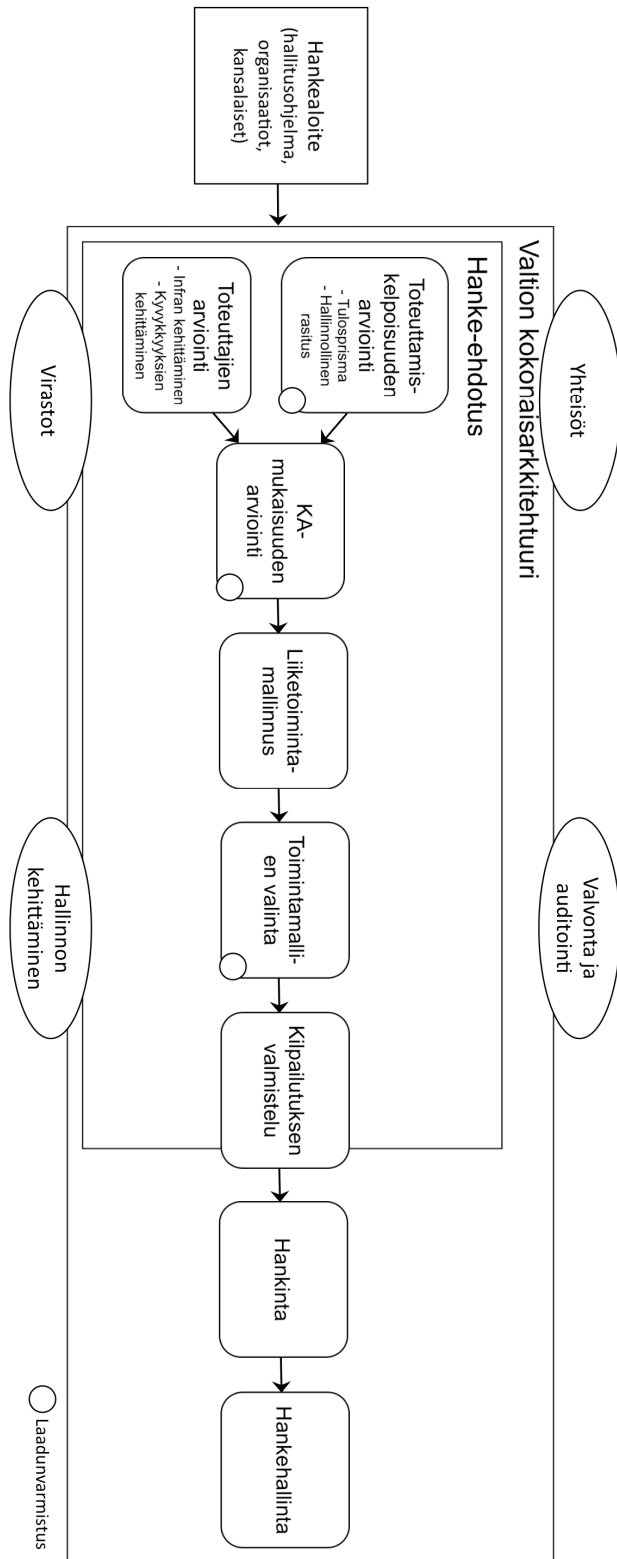 Yhteisöt
Valvonta ja
auditointi
Valtion kokonaisarkkitehtuuri
Hanke-ehdotus
Hankealoite
(hallitusohjelma,
organisaatiot,
kansalaiset)
Toteuttamis-
kelpoisuuden
arviointi
- Tulosprisma
- Hallinnollinen
rasitus
Toteuttajien
arviointi
- Infran kehittäminen
- Kyvykkyyksien
kehittäminen
KA-
mukaisuuden
arviointi
Liiketoiminta-
mallinnus
Toimintamalli-
en valinta
Kilpailutuksen
valmistelu
Hankinta
Hankehallinta
Virastot
Hallinnon
kehittäminen
Laadunvarmistus